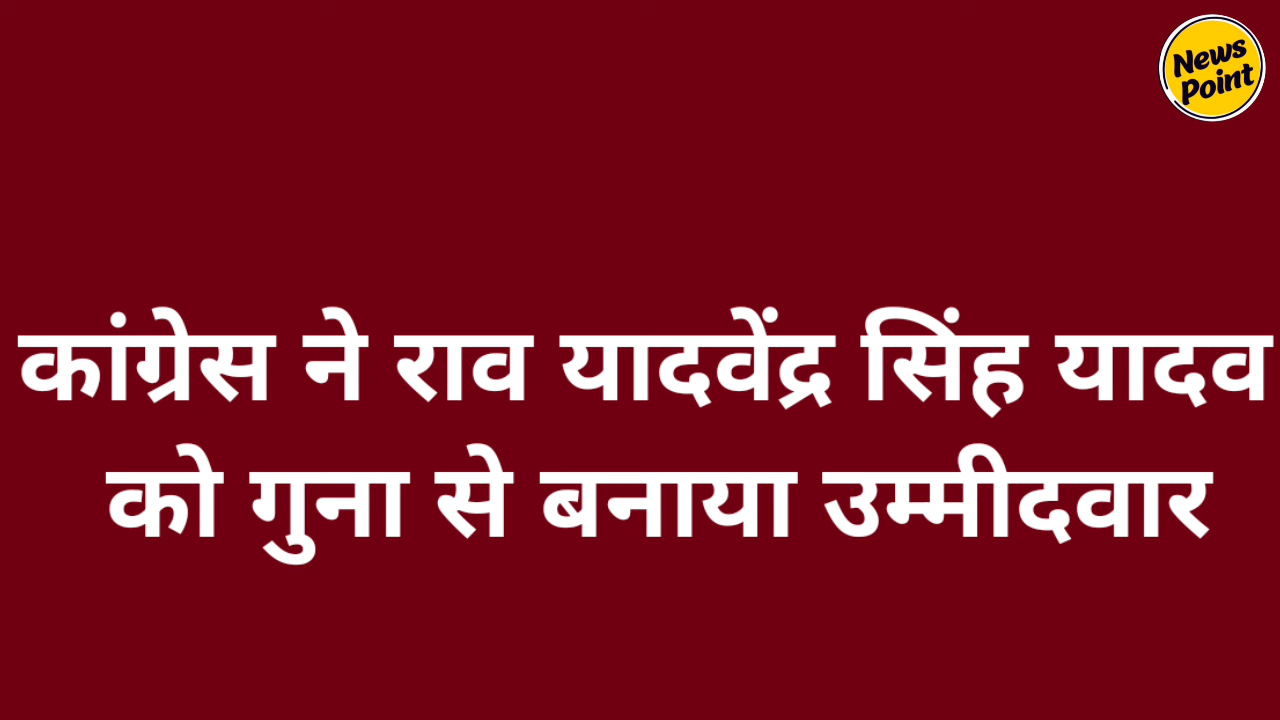 News
Point
कांग्रेस ने राव यादवेंद्र सिंह यादव
को गुना से बनाया उम्मीदवार